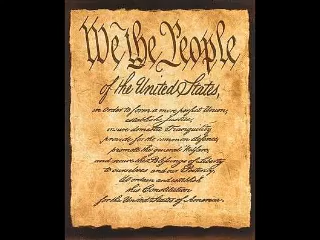 We the People
of the United States,
in Order to form a more perfect Union,
establish Justice,
insure domestic Tranquility,
provide for the common defence,
promote the general Welfare,
and secure the Blessings of Liberty
to ourselves and our Posterity,
do ordain and establish
this Constitution
for the United States of America.